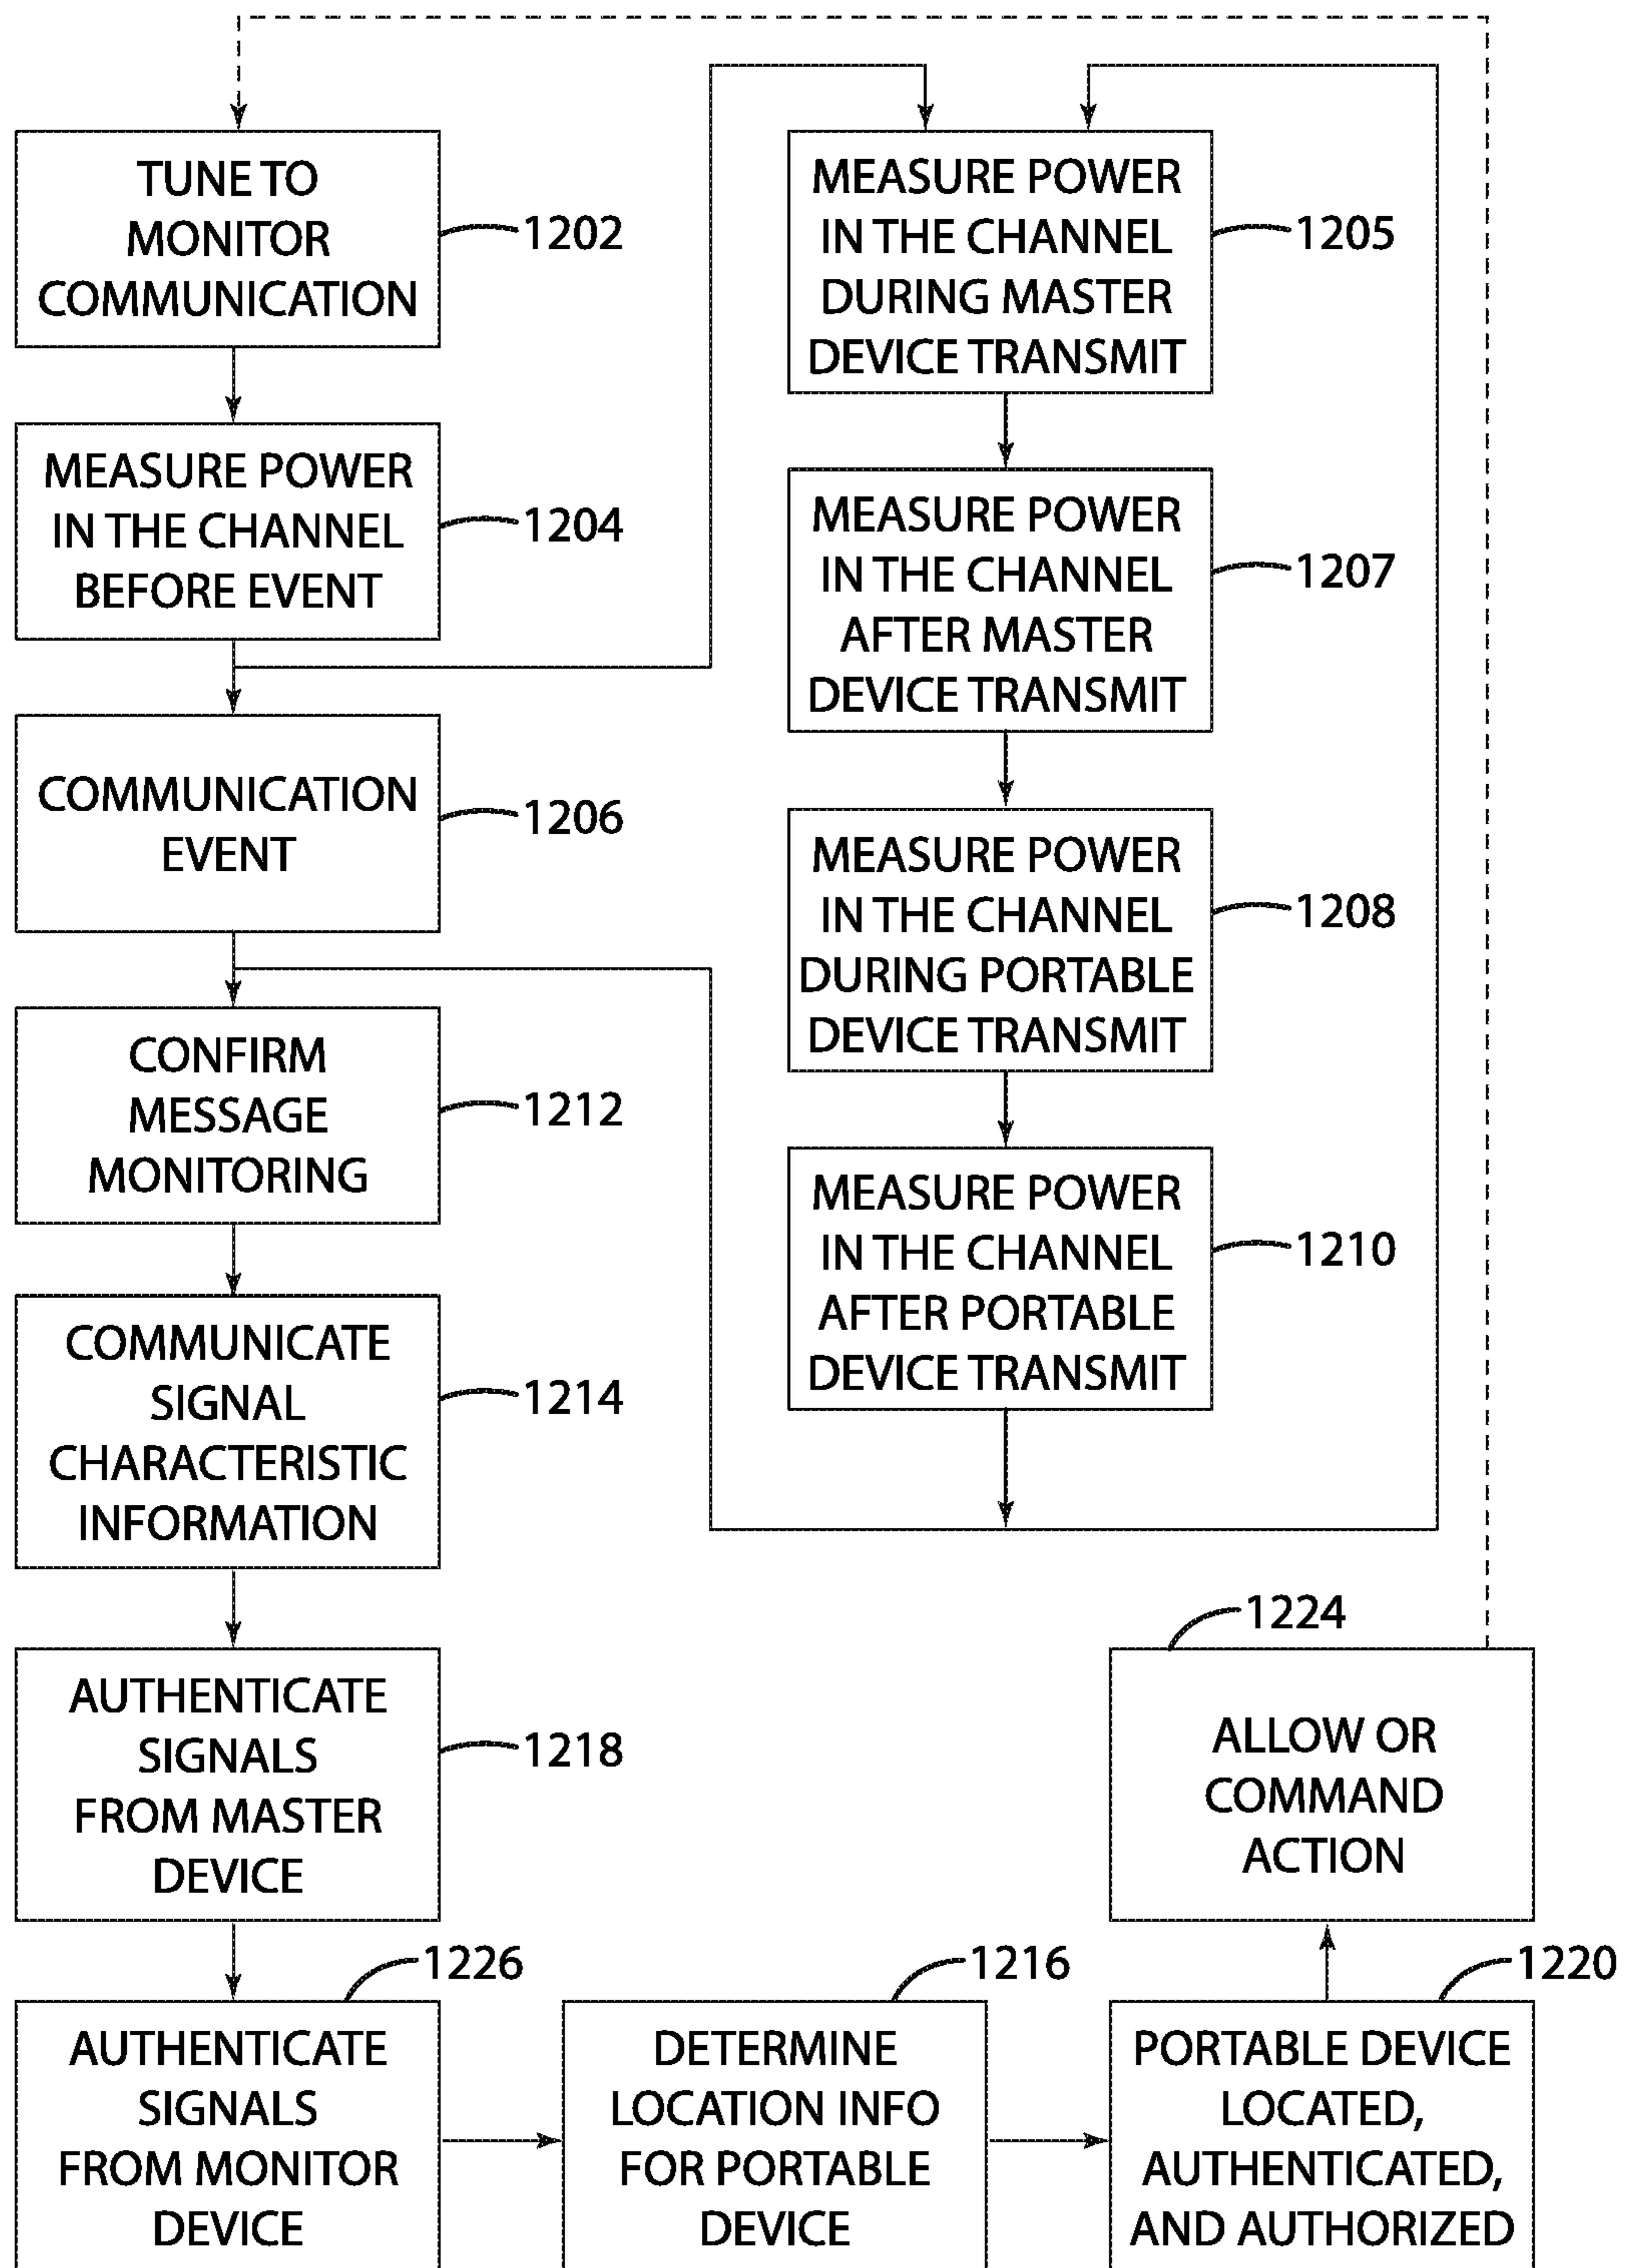 TUNE TO
MONITOR
COMMUNICATION
1202
MEASURE POWER
IN THE CHANNEL
BEFORE EVENT
1204
COMMUNICATION
EVENT
1206
CONFIRM
MESSAGE
MONITORING
1212
COMMUNICATE
SIGNAL
CHARACTERISTIC
INFORMATION
1214
AUTHENTICATE
SIGNALS
FROM MASTER
DEVICE
1218
MEASURE POWER
IN THE CHANNEL
DURING MASTER
DEVICE TRANSMIT
1205
MEASURE POWER
IN THE CHANNEL
AFTER MASTER
DEVICE TRANSMIT
1207
MEASURE POWER
IN THE CHANNEL
DURING PORTABLE
DEVICE TRANSMIT
1208
MEASURE POWER
IN THE CHANNEL
AFTER PORTABLE
DEVICE TRANSMIT
1210
1226
AUTHENTICATE
SIGNALS
FROM MONITOR
DEVICE
1216
DETERMINE
LOCATION INFO
FOR PORTABLE
DEVICE
1220
PORTABLE DEVICE
LOCATED,
AUTHENTICATED,
AND AUTHORIZED
1224
ALLOW OR
COMMAND
ACTION